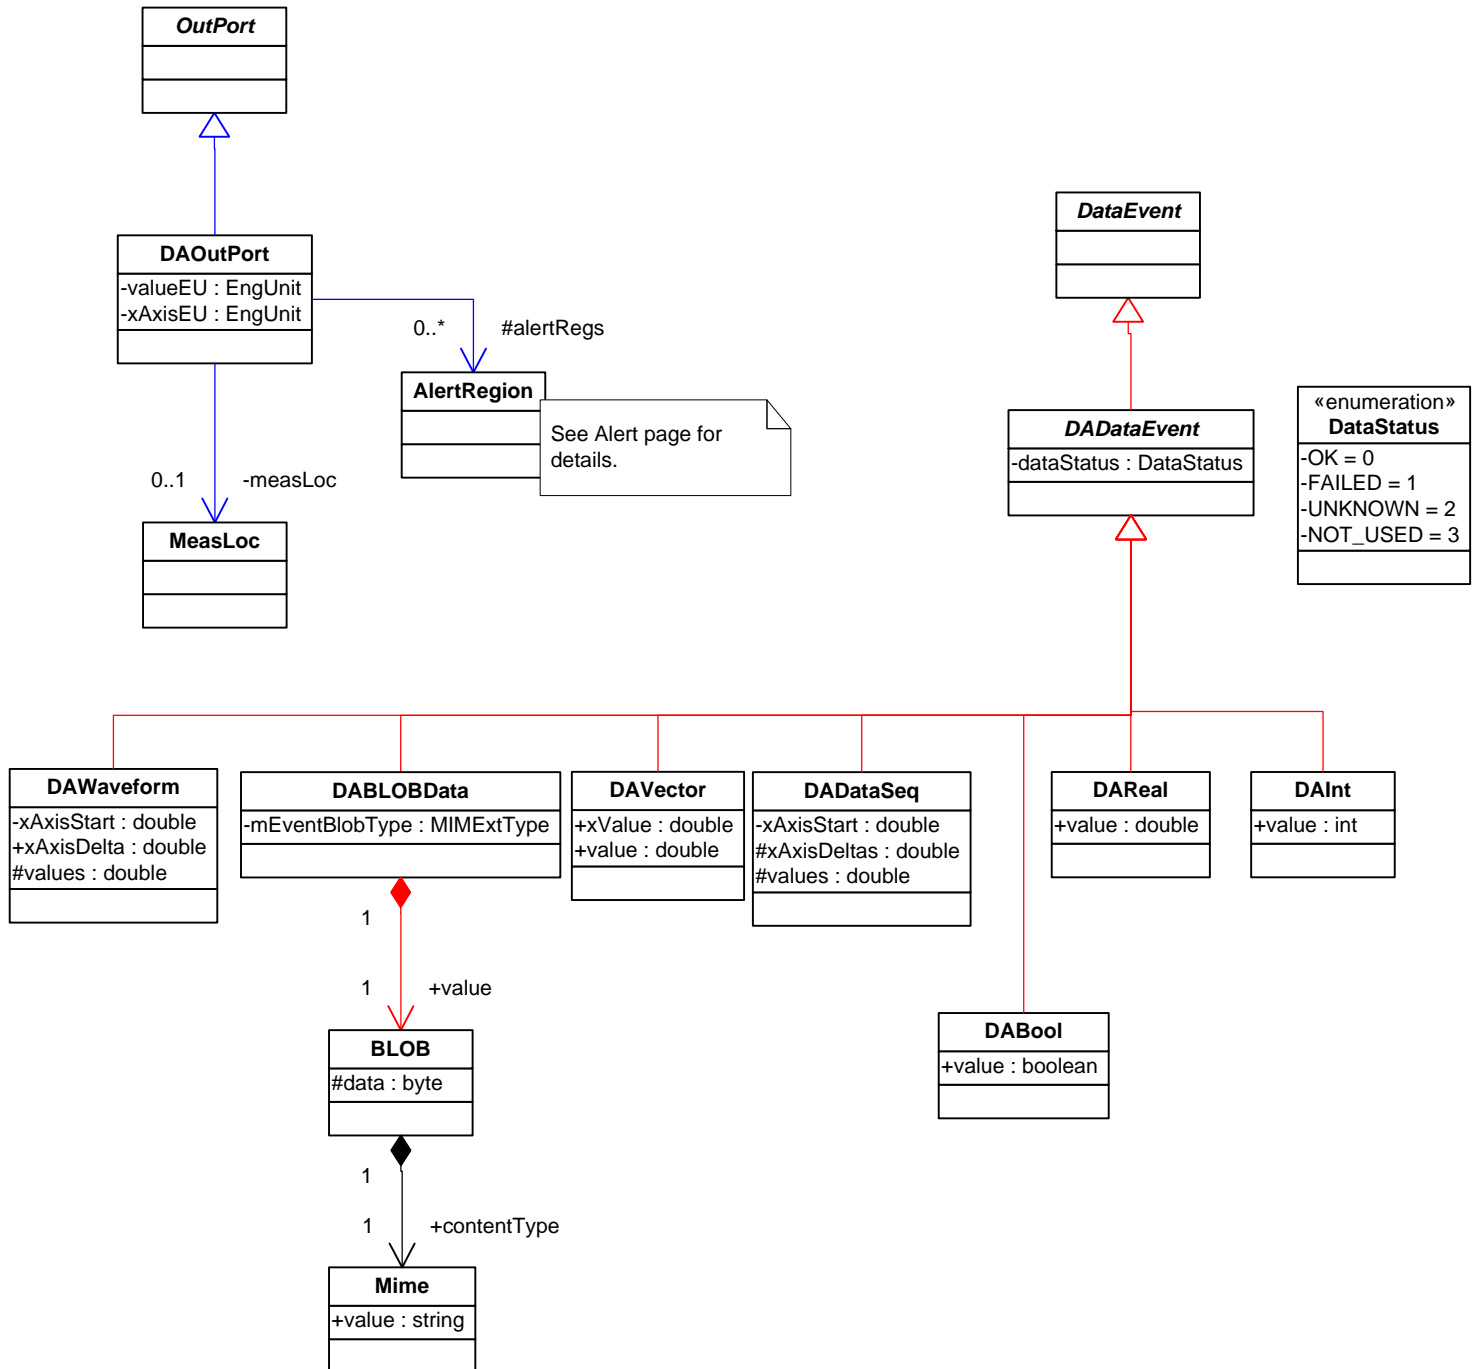 OutPort
DataEvent
DAOutPort
-valueEU : EngUnit
-xAxisEU : EngUnit
0..*
#alertRegs
AlertRegion
See Alert page for
details.
0..1
-measLoc
MeasLoc
DADataEvent
-dataStatus : DataStatus
«enumeration»
DataStatus
-OK = 0
-FAILED = 1
-UNKNOWN = 2
-NOT_USED = 3
DAWaveform
-xAxisStart : double
+xAxisDelta : double
#values : double
DABLOBData
-mEventBlobType : MIMExtType
DAVector
+xValue : double
+value : double
DADataSeq
-xAxisStart : double
#xAxisDeltas : double
#values : double
DAReal
+value : double
DAInt
+value : int
1
1
+value
BLOB
#data : byte
DABool
+value : boolean
1
1
+contentType
Mime
+value : string